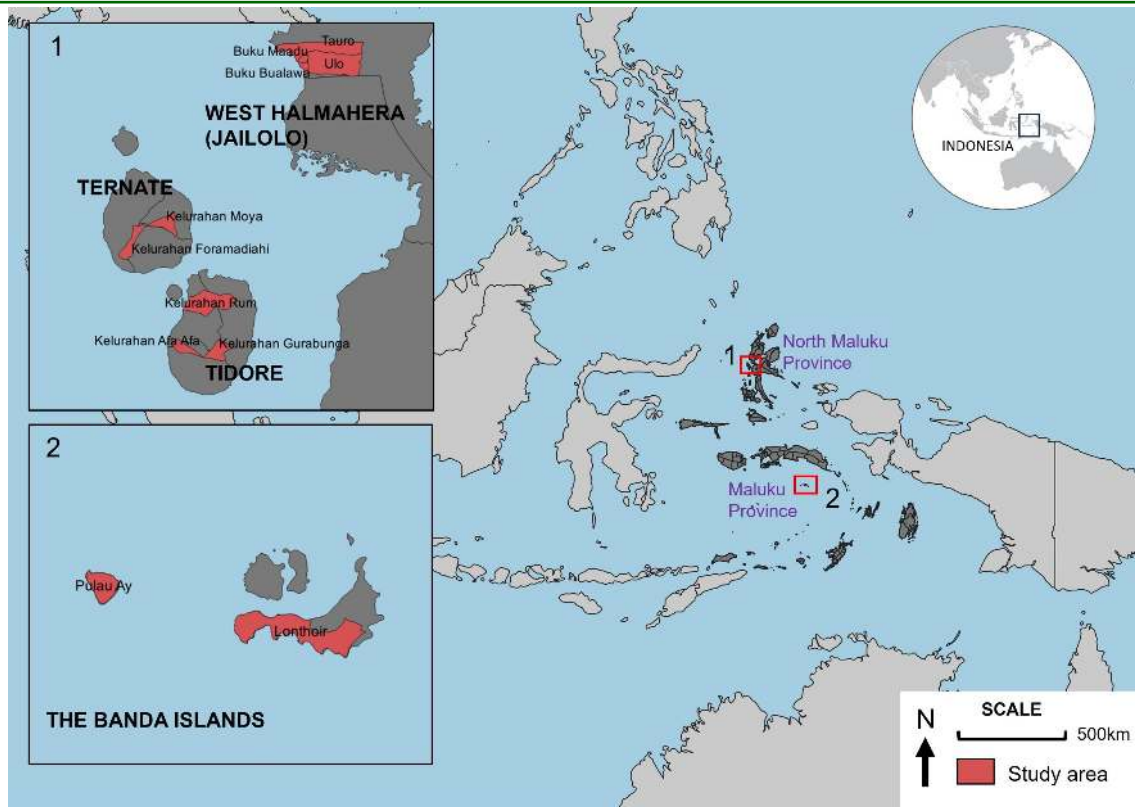 1
Tauro
Buku Maadu
Ulo
Buku Bualawa
WEST HALMAHERA
(JAILOLO)
TERNATE
Kelurahan Moya
Kelurahan Foramadiahi
Kelurahan Rum
Kelurahan Afa Afa
Kelurahan Gurabunga
TIDORE
2
Pulau Ay
Lonthoir
THE BANDA ISLANDS
INDONESIA
1
North Maluku
Province
Maluku
Province
2
N
SCALE
500km
Study area